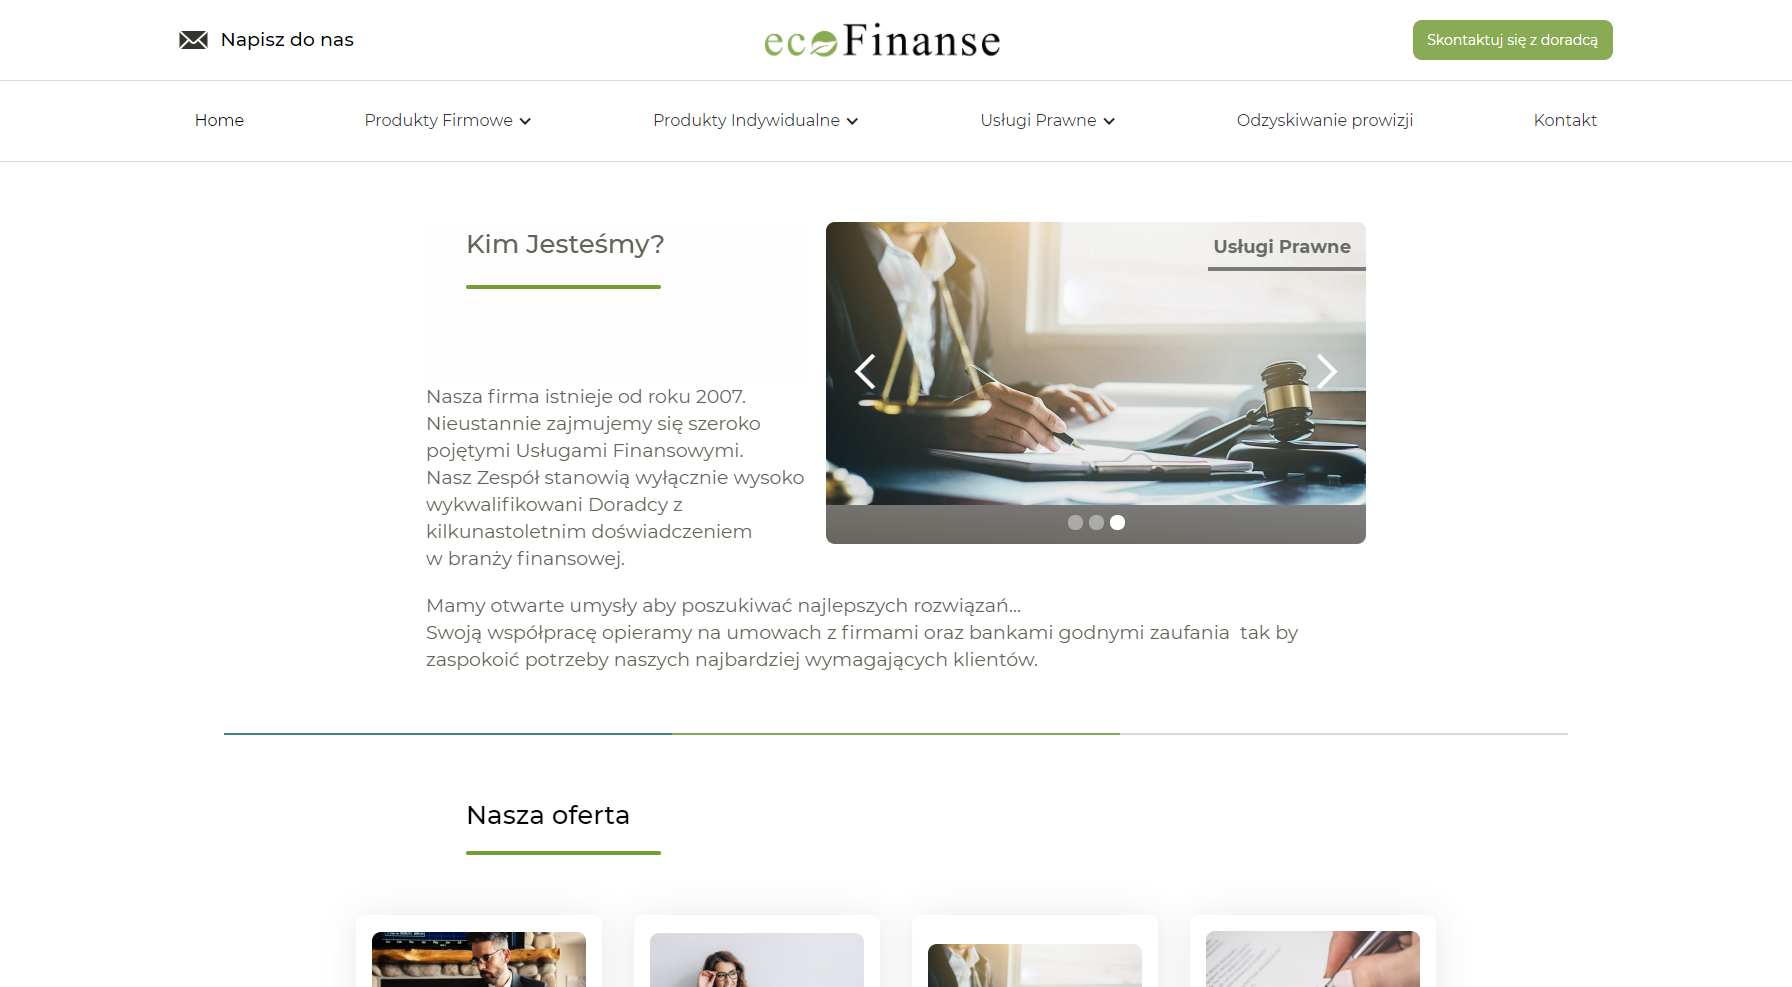 Napisz do nas
ecoFinanse
Skontaktuj się z doradcą
Home
Produkty Firmowe
Produkty Indywidualne
Usługi Prawne
Odzyskiwanie prowizji
Kontakt
Kim Jesteśmy?
Usługi Prawne
Nasza firma istnieje od roku 2007.
Nieustannie zajmujemy się szeroko
pojętymi Usługami Finansowymi.
Nasz Zespół stanowią wyłącznie wysoko
wykwalifikowani Doradcy z
kilkunastoletnim doświadczeniem
w branży finansowej.
Mamy otwarte umysły aby poszukiwać najlepszych rozwiązań...
Swoją współpracę opieramy na umowach z firmami oraz bankami godnymi zaufania  tak by
zaspokoić potrzeby naszych najbardziej wymagających klientów.
Nasza oferta